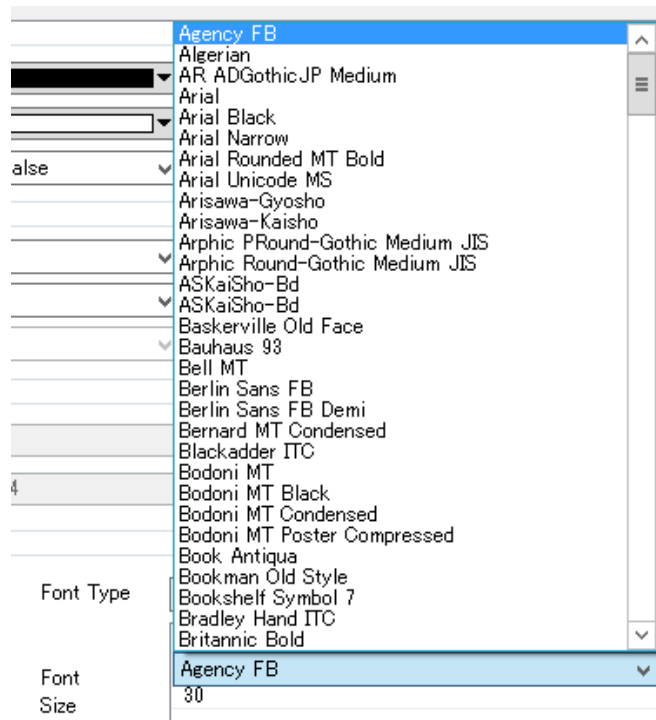 Agency FB
Algerian
AR ADGothicJP Medium
Arial
Arial Black
Arial Narrow
Arial Rounded MT Bold
Arial Unicode MS
Arisawa-Gyosho
Arisawa-Kaisho
Arphic PRound-Gothic Medium JIS
Arphic Round-Gothic Medium JIS
ASKaiSho-Bd
ASKaiSho-Bd
Baskerville Old Face
Bauhaus 93
Bell MT
Berlin Sans FB
Berlin Sans FB Demi
Bernard MT Condensed
Blackadder ITC
Bodoni MT
Bodoni MT Black
Bodoni MT Condensed
Bodoni MT Poster Compressed
Book Antiqua
Bookman Old Style
Bookshelf Symbol 7
Bradley Hand ITC
Britannic Bold
alse
4
Font Type
Font Agency FB
Size 30